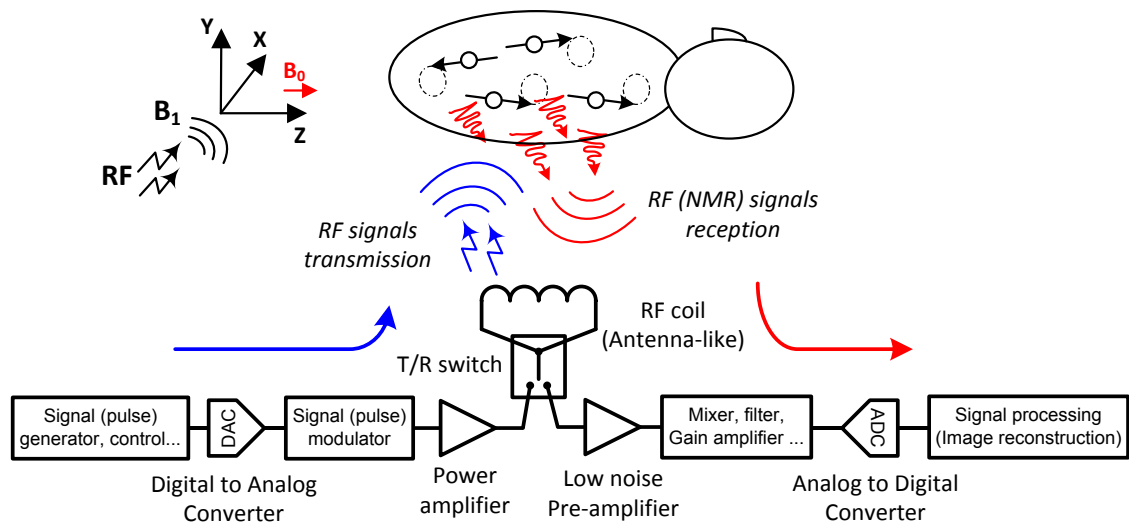 Y
X
B0
Z
B1
RF
RF signals
transmission
RF (NMR) signals
reception
RF coil
(Antenna-like)
T/R switch
Signal (pulse)
generator, control...
DAC
Signal (pulse)
modulator
Mixer, filter,
Gain amplifier ...
ADC
Signal processing
(Image reconstruction)
Digital to Analog
Converter
Power
amplifier
Low noise
Pre-amplifier
Analog to Digital
Converter